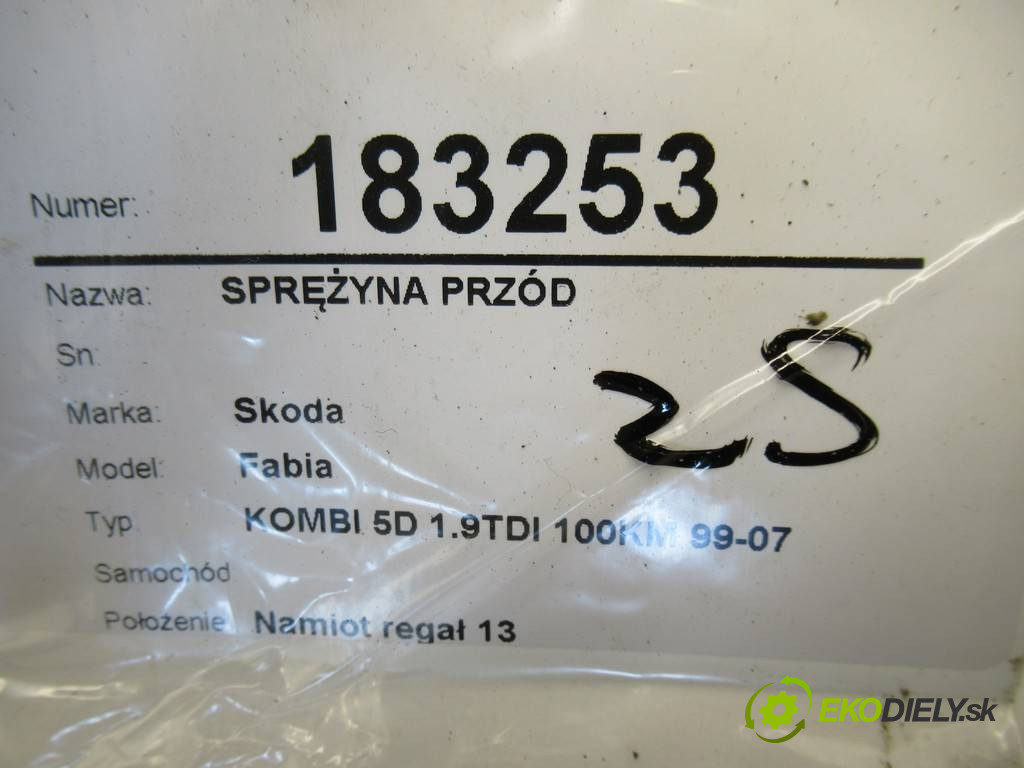 Numer: 183253
Nazwa: SPRĘŻYNA PRZÓD
Sn:
Marka: Skoda
Model: Fabia
Typ KOMBI 5D 1.9TDI 100KM 99-07
Samochód
Położenie Namiot regał 13
2S
EKODIELY.sk